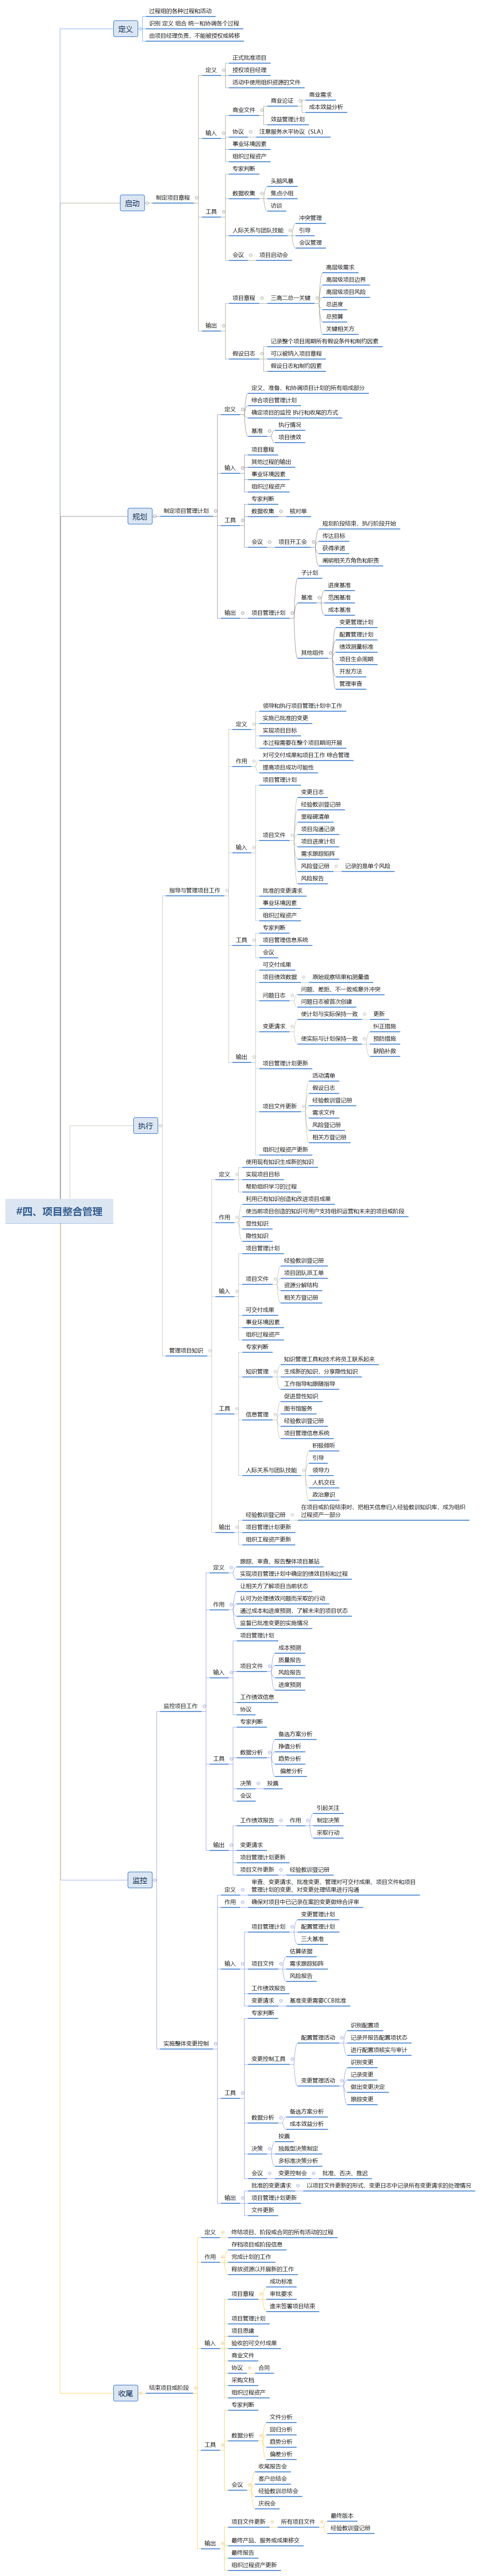 #四、项目整合管理
定义
过程组的各种过程和活动
识别 定义 组合 统一和协调各个过程
由项目经理负责，不能被授权或转移
启动
制定项目章程
定义
正式批准项目
授权项目经理
活动中使用组织资源的文件
输入
商业文件
商业论证
商业需求
成本效益分析
效益管理计划
协议
注意服务水平协议（SLA）
事业环境因素
组织过程资产
工具
专家判断
数据收集
头脑风暴
焦点小组
访谈
人际关系与团队技能
冲突管理
引导
会议管理
会议
项目启动会
输出
项目章程
三高二总一关键
高层级需求
高层级项目边界
高层级项目风险
总进度
总预算
关键相关方
假设日志
记录整个项目周期所有假设条件和制约因素
可以被纳入项目章程
假设日志和制约因素
规划
制定项目管理计划
定义
定义、准备、和协调项目计划的所有组成部分
综合项目管理计划
确定项目的监控 执行和收尾的方式
基准
执行情况
项目绩效
输入
项目章程
其他过程的输出
事业环境因素
组织过程资产
工具
专家判断
数据收集
核对单
会议
项目开工会
规划阶段结束，执行阶段开始
传达目标
获得承诺
阐明相关方角色和职责
输出
项目管理计划
子计划
基准
进度基准
范围基准
成本基准
其他组件
变更管理计划
配置管理计划
绩效测量标准
项目生命周期
开发方法
管理审查
执行
指导与管理项目工作
定义
领导和执行项目管理计划中工作
实施已批准的变更
实现项目目标
作用
本过程需要在整个项目期间开展
对可交付成果和项目工作 综合管理
提高项目成功可能性
输入
项目管理计划
项目文件
变更日志
经验教训登记册
里程碑清单
项目沟通记录
项目进度计划
需求跟踪矩阵
风险登记册
记录的是单个风险
风险报告
批准的变更请求
事业环境因素
组织过程资产
工具
专家判断
项目管理信息系统
会议
输出
可交付成果
项目绩效数据
原始观察结果和测量值
问题日志
问题、差距、不一致或意外冲突
问题日志被首次创建
变更请求
使计划与实际保持一致
更新
使实际与计划保持一致
纠正措施
预防措施
缺陷补救
项目管理计划更新
项目文件更新
活动清单
假设日志
经验教训登记册
需求文件
风险登记册
相关方登记册
组织过程资产更新
管理项目知识
定义
使用现有知识生成新的知识
实现项目目标
帮助组织学习的过程
作用
利用已有知识创造和改进项目成果
使当前项目创造的知识可用户支持组织运营和未来的项目或阶段
显性知识
隐性知识
输入
项目管理计划
项目文件
经验教训登记册
项目团队派工单
资源分解结构
相关方登记册
可交付成果
事业环境因素
组织过程资产
工具
专家判断
知识管理
知识管理工具和技术将员工联系起来
生成新的知识，分享隐性知识
工作指导和跟随指导
信息管理
促进显性知识
图书馆服务
经验教训登记册
项目管理信息系统
人际关系与团队技能
积极倾听
引导
领导力
人机交往
政治意识
输出
经验教训登记册
在项目或阶段结束时，把相关信息归入经验教训知识库，成为组织
过程资产一部分
项目管理计划更新
组织工程资产更新
监控
监控项目工作
定义
跟踪、审查、报告整体项目基站
实现项目管理计划中确定的绩效目标和过程
作用
让相关方了解项目当前状态
认可为处理绩效问题而采取的行动
通过成本和进度预测，了解未来的项目状态
监督已批准变更的实施情况
输入
项目管理计划
项目文件
成本预测
质量报告
风险报告
进度预测
工作绩效信息
协议
工具
专家判断
数据分析
备选方案分析
挣值分析
趋势分析
偏差分析
决策
投票
会议
输出
工作绩效报告
作用
引起关注
制定决策
采取行动
变更请求
项目管理计划更新
项目文件更新
经验教训登记册
实施整体变更控制
定义
审查、变更请求，批准变更，管理对可交付成果、项目文件和项目
管理计划的变更，对变更处理结果进行沟通
作用
确保对项目中已记录在案的变更做综合评审
输入
项目管理计划
变更管理计划
配置管理计划
三大基准
项目文件
估算依据
需求跟踪矩阵
风险报告
工作绩效报告
变更请求
基准变更需要CCB批准
工具
专家判断
变更控制工具
配置管理活动
识别配置项
记录并报告配置项状态
进行配置项核实与审计
变更管理活动
识别变更
记录变更
做出变更决定
跟踪变更
数据分析
备选方案分析
成本效益分析
决策
投票
独裁型决策制定
多标准决策分析
会议
变更控制会
批准、否决、推迟
输出
批准的变更请求
以项目文件更新的形式，变更日志中记录所有变更请求的处理情况
项目管理计划更新
文件更新
收尾
结束项目或阶段
定义
终结项目、阶段或合同的所有活动的过程
作用
存档项目或阶段信息
完成计划的工作
释放资源以开展新的工作
输入
项目章程
成功标准
审批要求
谁来签署项目结束
项目管理计划
项目恩建
验收的可交付成果
商业文件
协议
合同
采购文档
组织过程资产
工具
专家判断
数据分析
文件分析
回归分析
趋势分析
偏差分析
会议
收尾报告会
客户总结会
经验教训总结会
庆祝会
输出
项目文件更新
所有项目文件
最终版本
经验教训登记册
最终产品、服务或成果移交
最终报告
组织过程资产更新